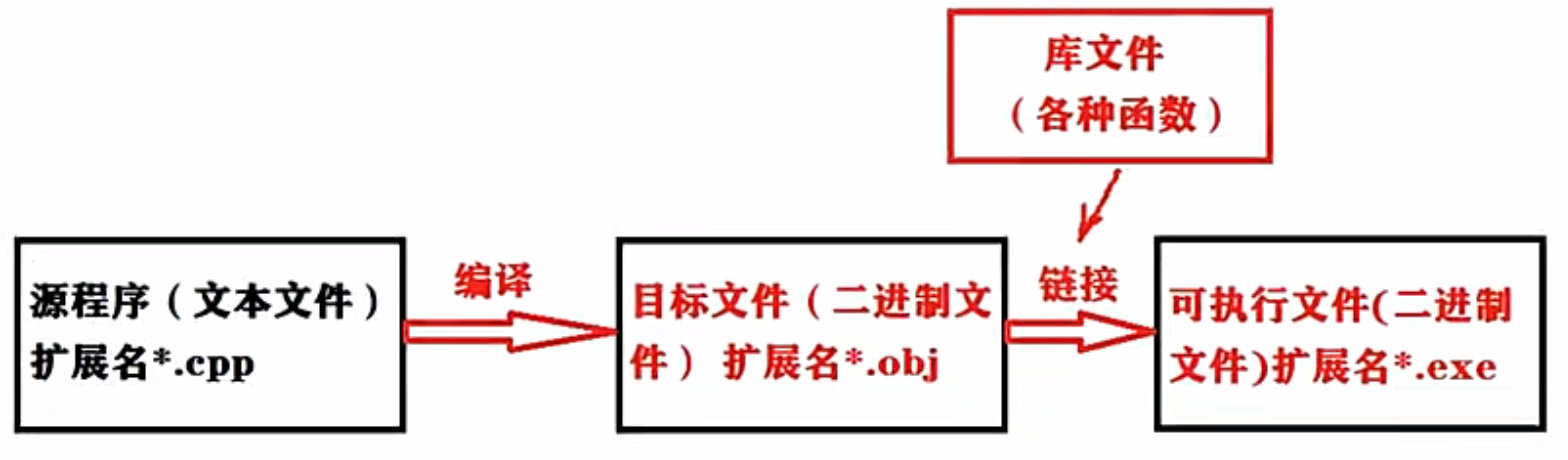 库文件
（各种函数）
编译
链接
源程序（文本文件）
扩展名*.cpp
目标文件（二进制文
件） 扩展名*.obj
可执行文件(二进制
文件)扩展名*.exe